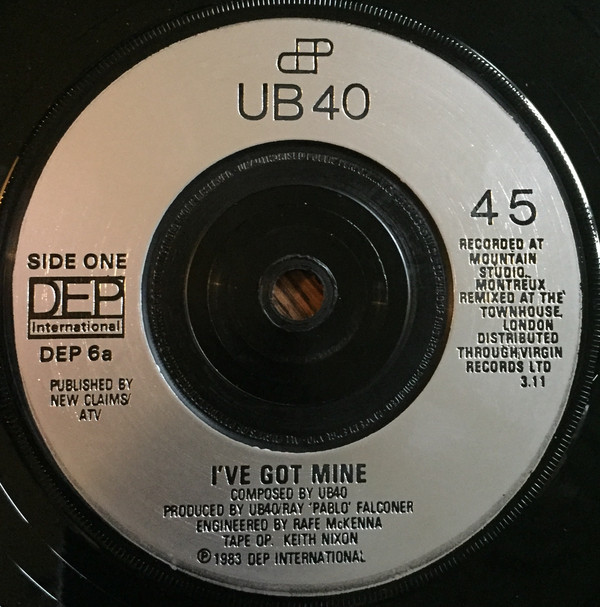 DEP
UB40
45
SIDE ONE
DEP
International
DEP 6a
PUBLISHED BY
NEW CLAIMS/
ATV
RECORDED AT
MOUNTAIN
STUDIO,
MONTREUX
REMIXED AT THE
TOWNHOUSE,
LONDON
DISTRIBUTED
THROUGH VIRGIN
RECORDS LTD
3.11
I'VE GOT MINE
COMPOSED BY UB40
PRODUCED BY UB40/RAY 'PABLO' FALCONER
ENGINEERED BY RAFE McKENNA
TAPE OP. KEITH NIXON
℗ 1983 DEP INTERNATIONAL